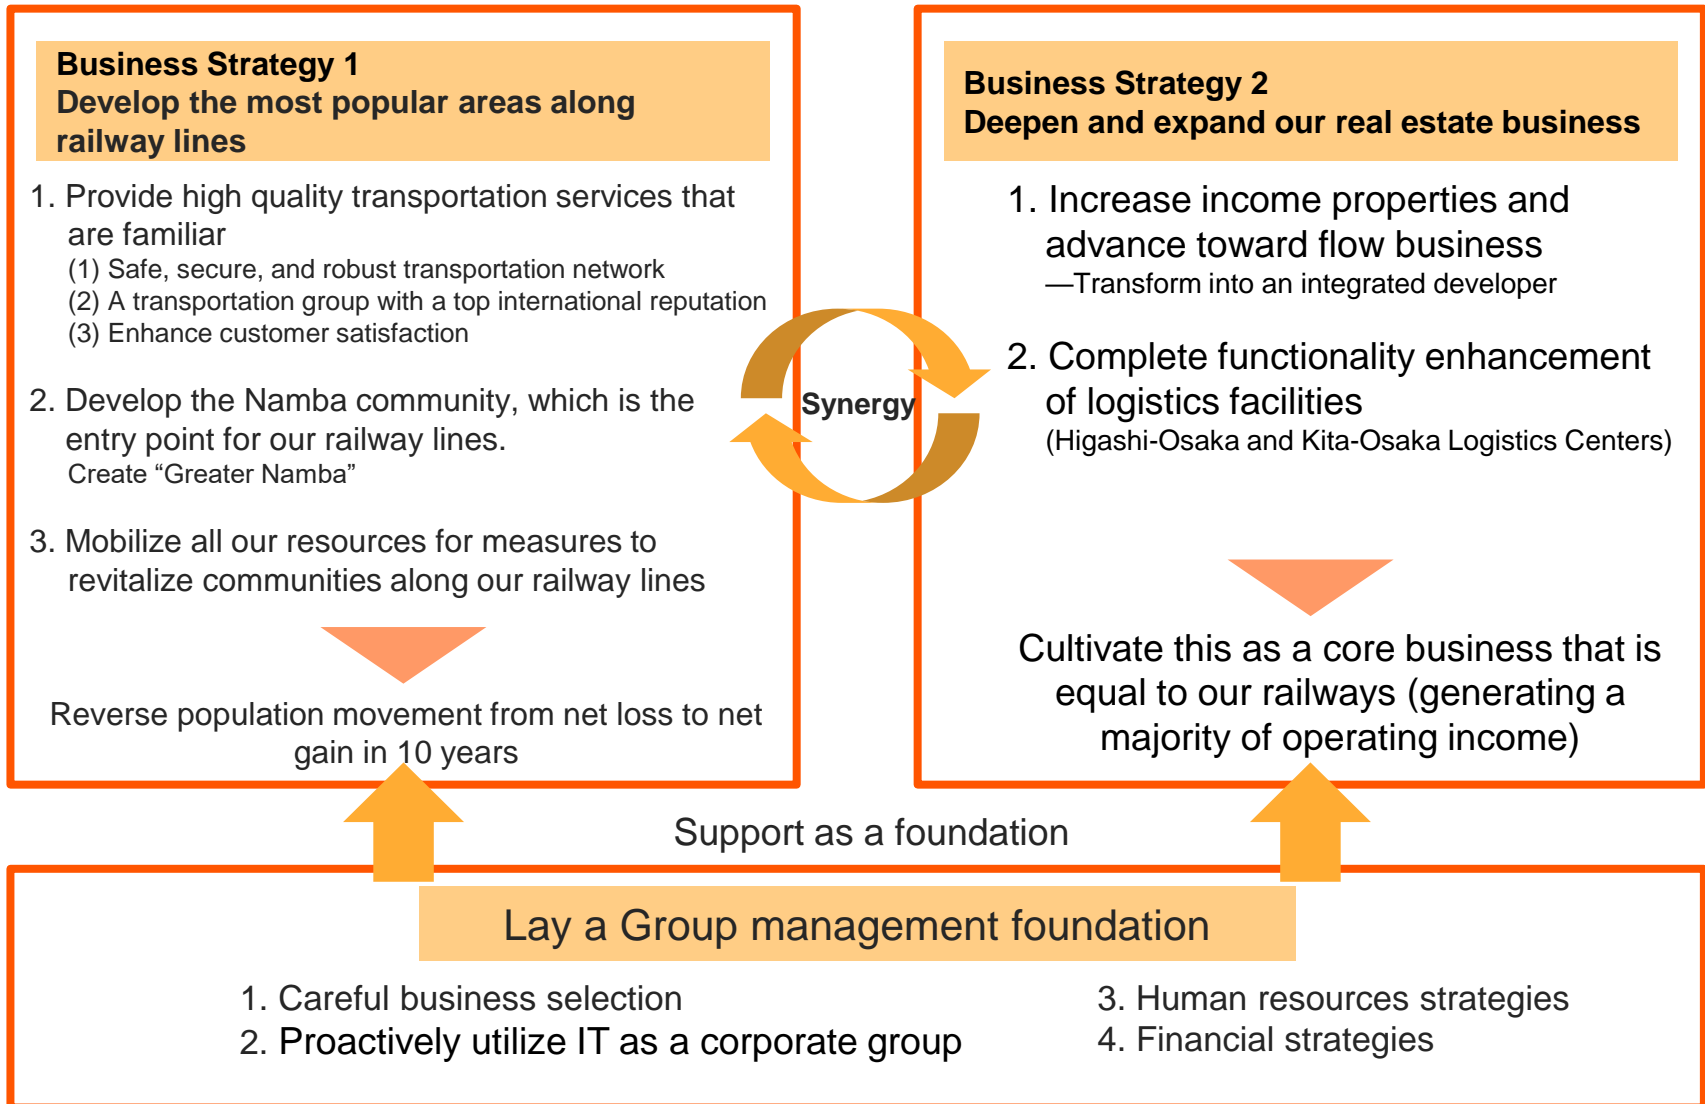 Business Strategy 1
Develop the most popular areas along
railway lines
1. Provide high quality transportation services that
are familiar
(1) Safe, secure, and robust transportation network
(2) A transportation group with a top international reputation
(3) Enhance customer satisfaction
2. Develop the Namba community, which is the
entry point for our railway lines.
Create “Greater Namba”
3. Mobilize all our resources for measures to
revitalize communities along our railway lines
Reverse population movement from net loss to net
gain in 10 years
Synergy
Business Strategy 2
Deepen and expand our real estate business
1. Increase income properties and
advance toward flow business
—Transform into an integrated developer
2. Complete functionality enhancement
of logistics facilities
(Higashi-Osaka and Kita-Osaka Logistics Centers)
Cultivate this as a core business that is
equal to our railways (generating a
majority of operating income)
Support as a foundation
Lay a Group management foundation
1. Careful business selection
2. Proactively utilize IT as a corporate group
3. Human resources strategies
4. Financial strategies